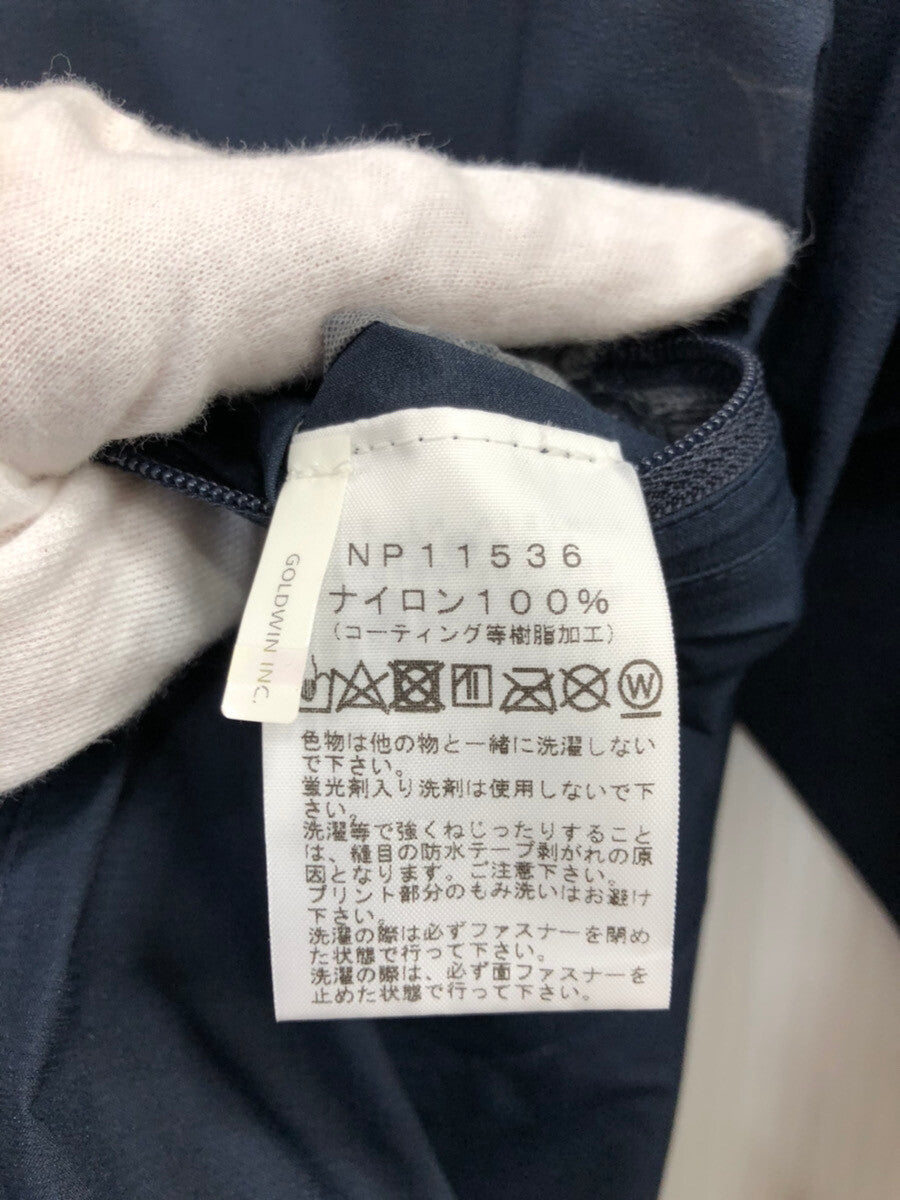 NP11536
ナイロン100%
(コーティング等樹脂加工)
GOLDWIN INC.
W
色物は他の物と一緒に洗濯しない
で下さい。
蛍光剤入り洗剤は使用しないで下
さい。
洗濯等で強くねじったりすること
は、縫目の防水テープ剥がれの原
因となります。ご注意下さい。
プリント部分のもみ洗いはお避け
下さい。
洗濯の際は必ずファスナーを閉め
た状態で行って下さい。
洗濯の際は、必ず面ファスナーを
止めた状態で行って下さい。